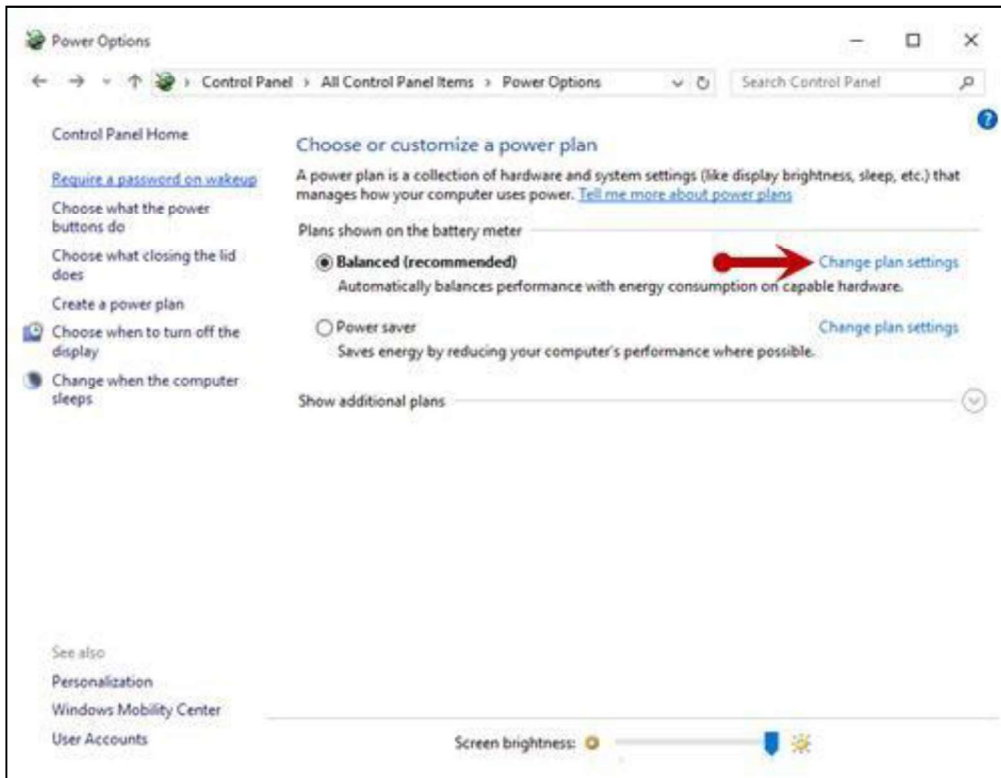 Power Options
Control Panel > All Control Panel Items > Power Options
Search Control Panel
Control Panel Home
Require a password on wakeup
Choose what the power
buttons do
Choose what closing the lid
does
Create a power plan
Choose when to turn off the
display
Change when the computer
sleeps
Choose or customize a power plan
A power plan is a collection of hardware and system settings (like display brightness, sleep, etc.) that
manages how your computer uses power. Tell me more about power plans
Plans shown on the battery meter
Balanced (recommended)
Change plan settings
Automatically balances performance with energy consumption on capable hardware.
Power saver
Change plan settings
Saves energy by reducing your computer's performance where possible.
Show additional plans
See also
Personalization
Windows Mobility Center
User Accounts
Screen brightness: